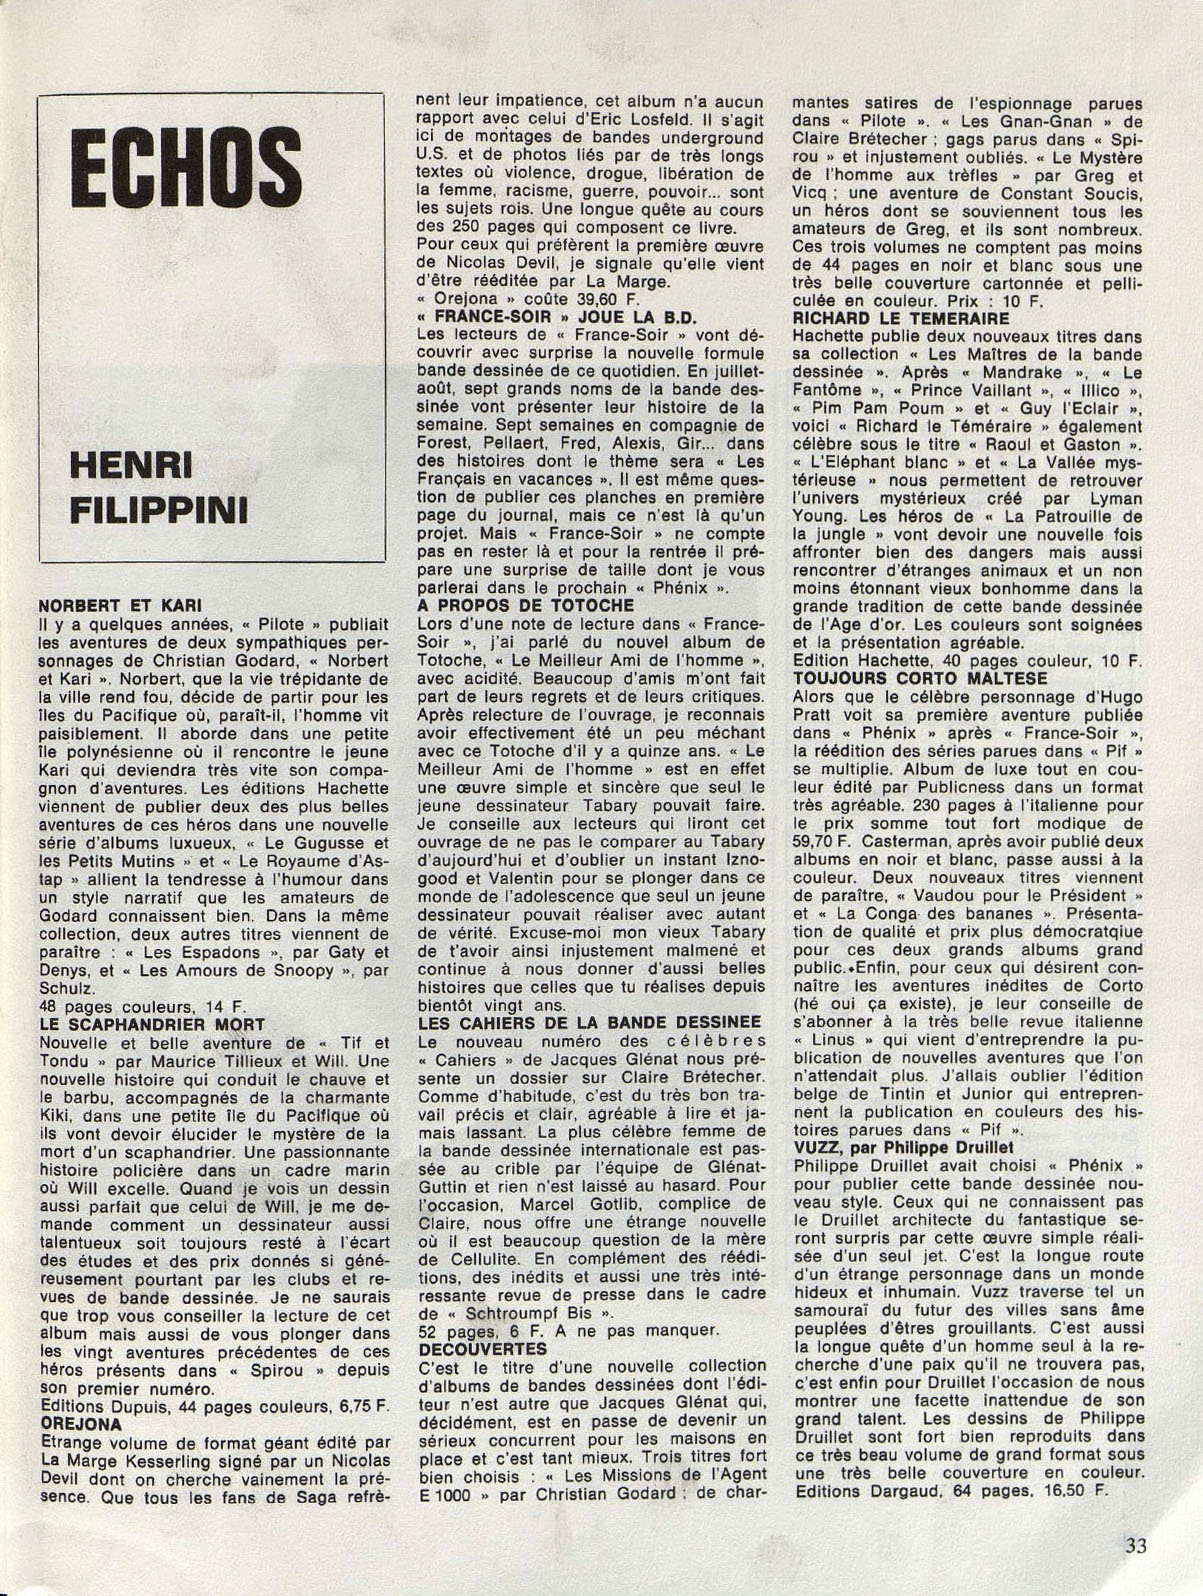 ECHOS
HENRI
FILIPPINI
NORBERT ET KARI
Il y a quelques années, « Pilote » publiait
les aventures de deux sympathiques per-
sonnages de Christian Godard, « Norbert
et Kari ». Norbert, que la vie trépidante de
la ville rend fou, décide de partir pour les
îles du Pacifique où, paraît-il, l'homme vit
paisiblement. Il aborde dans une petite
île polynésienne où il rencontre le jeune
Kari qui deviendra très vite son compa-
gnon d'aventures. Les éditions Hachette
viennent de publier deux des plus belles
aventures de ces héros dans une nouvelle
série d'albums luxueux, « Le Gugusse et
les Petits Mutins » et « Le Royaume d'As-
tap » allient la tendresse à l'humour dans
un style narratif que les amateurs de
Godard connaissent bien. Dans la même
collection, deux autres titres viennent de
paraître : « Les Espadons », par Gaty et
Denys, et « Les Amours de Snoopy », par
Schulz.
48 pages couleurs, 14 F.
LE SCAPHANDRIER MORT
Nouvelle et belle aventure de « Tif et
Tondu » par Maurice Tillieux et Will. Une
nouvelle histoire qui conduit le chauve et
le barbu, accompagnés de la charmante
Kiki, dans une petite île du Pacifique où
ils vont devoir élucider le mystère de la
mort d'un scaphandrier. Une passionnante
histoire policière dans un cadre marin
où Will excelle. Quand je vois un dessin
aussi parfait que celui de Will, je me de-
mande comment un dessinateur aussi
talentueux soit toujours resté à l'écart
des études et des prix donnés si géné-
reusement pourtant par les clubs et re-
vues de bande dessinée. Je ne saurais
que trop vous conseiller la lecture de cet
album mais aussi de vous plonger dans
les vingt aventures précédentes de ces
héros présents dans « Spirou » depuis
son premier numéro.
Editions Dupuis, 44 pages couleurs, 6,75 F.
OREJONA
Etrange volume de format géant édité par
La Marge Kesserling signé par un Nicolas
Devil dont on cherche vainement la pré-
sence. Que tous les fans de Saga refrè-
nent leur impatience, cet album n'a aucun
rapport avec celui d'Eric Losfeld. Il s'agit
ici de montages de bandes underground
U.S. et de photos liés par de très longs
textes où violence, drogue, libération de
la femme, racisme, guerre, pouvoir... sont
les sujets rois. Une longue quête au cours
des 250 pages qui composent ce livre.
Pour ceux qui préfèrent la première œuvre
de Nicolas Devil, je signale qu'elle vient
d'être rééditée par La Marge.
« Orejona » coûte 39,60 F.
« FRANCE-SOIR » JOUE LA B.D.
Les lecteurs de « France-Soir » vont dé-
couvrir avec surprise la nouvelle formule
bande dessinée de ce quotidien. En juillet-
août, sept grands noms de la bande des-
sinée vont présenter leur histoire de la
semaine. Sept semaines en compagnie de
Forest, Pellaert, Fred, Alexis, Gir... dans
des histoires dont le thème sera « Les
Français en vacances ». Il est même ques-
tion de publier ces planches en première
page du journal, mais ce n'est là qu'un
projet. Mais « France-Soir » ne compte
pas en rester là et pour la rentrée il pré-
pare une surprise de taille dont je vous
parlerai dans le prochain « Phénix ».
A PROPOS DE TOTOCHE
Lors d'une note de lecture dans « France-
Soir », j'ai parlé du nouvel album de
Totoche, « Le Meilleur Ami de l'homme »,
avec acidité. Beaucoup d'amis m'ont fait
part de leurs regrets et de leurs critiques.
Après relecture de l'ouvrage, je reconnais
avoir effectivement été un peu méchant
avec ce Totoche d'il y a quinze ans. « Le
Meilleur Ami de l'homme » est en effet
une œuvre simple et sincère que seul le
jeune dessinateur Tabary pouvait faire.
Je conseille aux lecteurs qui liront cet
ouvrage de ne pas le comparer au Tabary
d'aujourd'hui et d'oublier un instant Izno-
good et Valentin pour se plonger dans ce
monde de l'adolescence que seul un jeune
dessinateur pouvait réaliser avec autant
de vérité. Excuse-moi mon vieux Tabary
de t'avoir ainsi injustement malmené et
continue à nous donner d'aussi belles
histoires que celles que tu réalises depuis
bientôt vingt ans.
LES CAHIERS DE LA BANDE DESSINEE
Le nouveau numéro des célèbres
« Cahiers » de Jacques Glénat nous pré-
sente un dossier sur Claire Brétecher.
Comme d'habitude, c'est du très bon tra-
vail précis et clair, agréable à lire et ja-
mais lassant. La plus célèbre femme de
la bande dessinée internationale est pas-
sée au crible par l'équipe de Glénat-
Guttin et rien n'est laissé au hasard. Pour
l'occasion, Marcel Gotlib, complice de
Claire, nous offre une étrange nouvelle
où il est beaucoup question de la mère
de Cellulite. En complément des réédi-
tions, des inédits et aussi une très inté-
ressante revue de presse dans le cadre
de « Schtroumpf Bis ».
52 pages, 6 F. A ne pas manquer.
DECOUVERTES
C'est le titre d'une nouvelle collection
d'albums de bandes dessinées dont l'édi-
teur n'est autre que Jacques Glénat qui,
décidément, est en passe de devenir un
sérieux concurrent pour les maisons en
place et c'est tant mieux. Trois titres fort
bien choisis : « Les Missions de l'Agent
E 1000 » par Christian Godard : de char-
mantes satires de l'espionnage parues
dans « Pilote ». « Les Gnan-Gnan » de
Claire Brétecher ; gags parus dans « Spi-
rou » et injustement oubliés. « Le Mystère
de l'homme aux trèfles » par Greg et
Vicq ; une aventure de Constant Soucis,
un héros dont se souviennent tous les
amateurs de Greg, et ils sont nombreux.
Ces trois volumes ne comptent pas moins
de 44 pages en noir et blanc sous une
très belle couverture cartonnée et pelli-
culée en couleur. Prix : 10 F.
RICHARD LE TEMERAIRE
Hachette publie deux nouveaux titres dans
sa collection « Les Maîtres de la bande
dessinée ». Après « Mandrake », « Le
Fantôme », « Prince Vaillant », « Illico »,
« Pim Pam Poum » et « Guy l'Eclair »,
voici « Richard le Téméraire » également
célèbre sous le titre « Raoul et Gaston ».
« L'Eléphant blanc » et « La Vallée mys-
térieuse » nous permettent de retrouver
l'univers mystérieux créé par Lyman
Young. Les héros de « La Patrouille de
la jungle » vont devoir une nouvelle fois
affronter bien des dangers mais aussi
rencontrer d'étranges animaux et un non
moins étonnant vieux bonhomme dans la
grande tradition de cette bande dessinée
de l'Age d'or. Les couleurs sont soignées
et la présentation agréable.
Edition Hachette, 40 pages couleur, 10 F.
TOUJOURS CORTO MALTESE
Alors que le célèbre personnage d'Hugo
Pratt voit sa première aventure publiée
dans « Phénix » après « France-Soir »,
la réédition des séries parues dans « Pif »
se multiplie. Album de luxe tout en cou-
leur édité par Publicness dans un format
très agréable. 230 pages à l'italienne pour
le prix somme tout fort modique de
59,70 F. Casterman, après avoir publié deux
albums en noir et blanc, passe aussi à la
couleur. Deux nouveaux titres viennent
de paraître, « Vaudou pour le Président »
et « La Conga des bananes ». Présenta-
tion de qualité et prix plus démocratqiue
pour ces deux grands albums grand
public. Enfin, pour ceux qui désirent con-
naître les aventures inédites de Corto
(hé oui ça existe), je leur conseille de
s'abonner à la très belle revue italienne
« Linus » qui vient d'entreprendre la pu-
blication de nouvelles aventures que l'on
n'attendait plus. J'allais oublier l'édition
belge de Tintin et Junior qui entrepren-
nent la publication en couleurs des his-
toires parues dans « Pif ».
VUZZ, par Philippe Druillet
Philippe Druillet avait choisi « Phénix »
pour publier cette bande dessinée nou-
veau style. Ceux qui ne connaissent pas
le Druillet architecte du fantastique se-
ront surpris par cette œuvre simple réali-
sée d'un seul jet. C'est la longue route
d'un étrange personnage dans un monde
hideux et inhumain. Vuzz traverse tel un
samouraï du futur des villes sans âme
peuplées d'êtres grouillants. C'est aussi
la longue quête d'un homme seul à la re-
cherche d'une paix qu'il ne trouvera pas,
c'est enfin pour Druillet l'occasion de nous
montrer une facette inattendue de son
grand talent. Les dessins de Philippe
Druillet sont fort bien reproduits dans
ce très beau volume de grand format sous
une très belle couverture en couleur.
Editions Dargaud, 64 pages, 16,50 F.
33